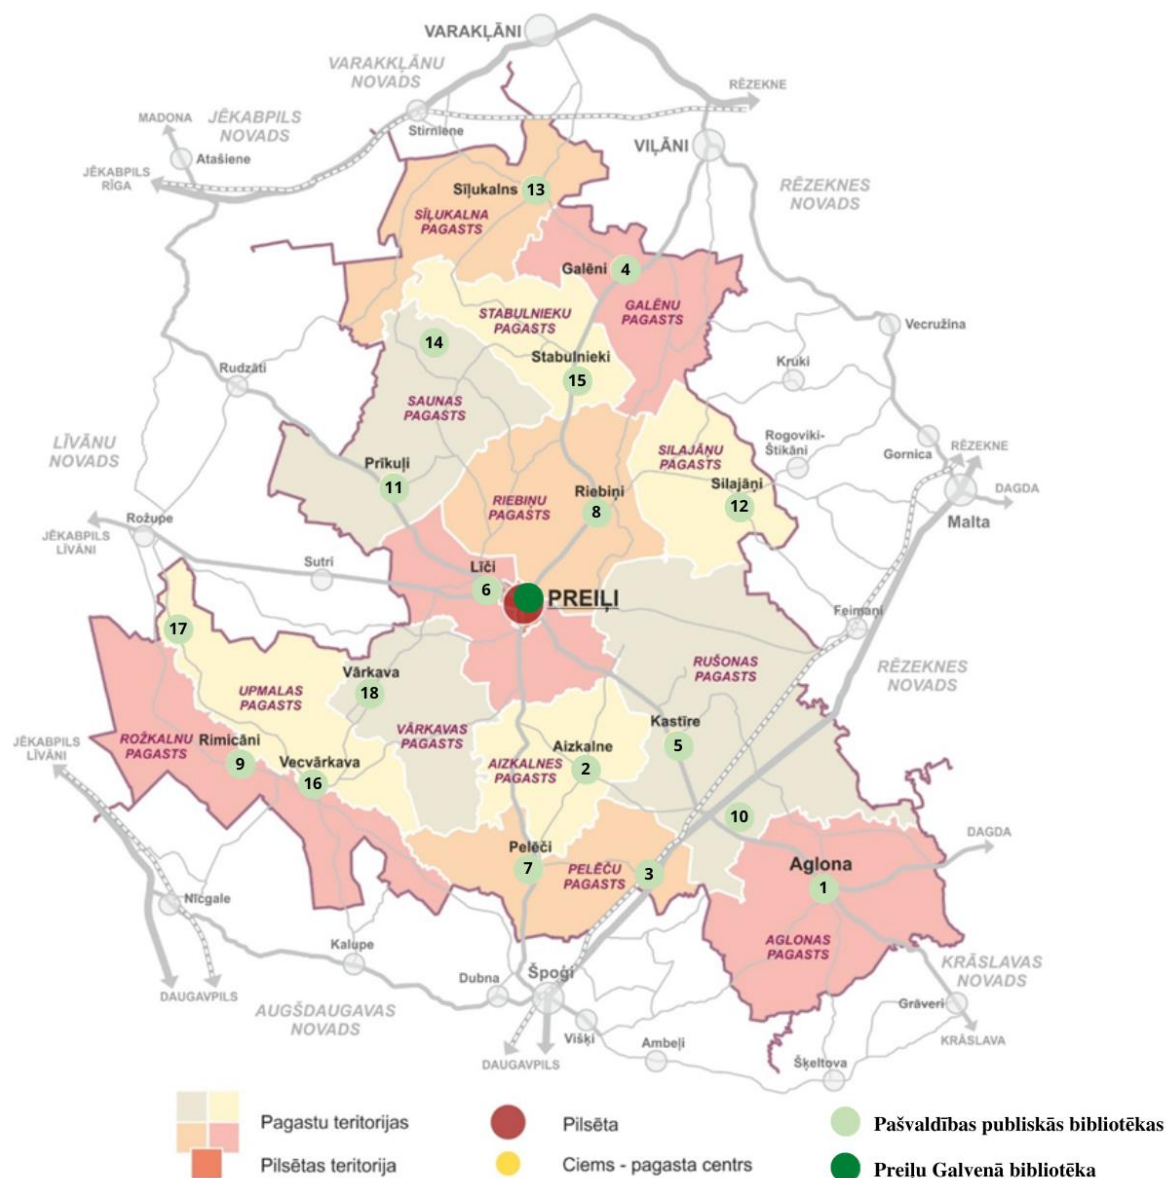 VARAKĻĀNI
VARAKKĻĀNU
NOVADS
RĒZEKNE
MADONA
JĒKABPILS
NOVADS
Stirniene
Atašiene
VIĻĀNI
JĒKABPILS
RĪGA
RĒZEKNES
NOVADS
Sīļukalns
13
SĪĻUKALNA
PAGASTS
Galēni
4
GALĒNU
PAGASTS
STABUĻNIEKU
PAGASTS
Vecružina
14
Stabuļnieki
15
Kruki
Rudzāti
SAUNAS
PAGASTS
LĪVĀNU
NOVADS
Rogoviki-
Štikāni
Gornica
RĒZEKNE
SILAJĀŅU
PAGASTS
Prīkuļi
11
Silajāņi
12
DAGDA
Malta
RIEBIŅU
PAGASTS
Riebiņi
8
Rožupe
JĒKABPILS
LĪVĀNI
Sutri
Līči
6
PREIĻI
Feimaņi
17
RUŠONAS
PAGASTS
RĒZEKNES
NOVADS
Vārkava
18
UPMALAS
PAGASTS
VĀRKAVAS
PAGASTS
Kastīre
5
ROŽKALNU
PAGASTS
Rimicāni
9
JĒKABPILS
LĪVĀNI
Vecvārkava
16
Aizkalne
2
AIZKALNES
PAGASTS
10
DAGDA
Pelēči
7
PELĒČU
PAGASTS
3
Aglona
1
Nīcgale
AGLONAS
PAGASTS
Kalupe
KRĀSLAVAS
NOVADS
Dubna
Špoģi
Grāveri
DAUGAVPILS
AUGŠDAUGAVAS
NOVADS
Višķi
Ambeļi
KRĀSLAVA
DAUGAVPILS
Šķeltova
Pagastu teritorijas
Pilsēta
Pašvaldības publiskās bibliotēkas
Pilsētas teritorija
Ciems - pagasta centrs
Preiļu Galvenā bibliotēka